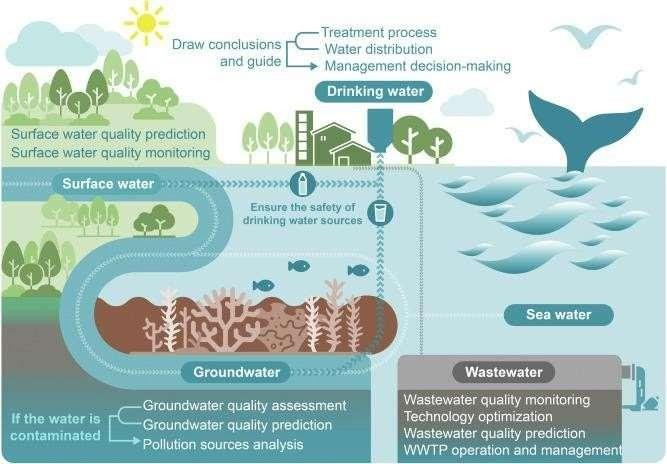 Draw conclusions
and guide
Treatment process
Water distribution
Management decision-making
Drinking water
Surface water quality prediction
Surface water quality monitoring
Surface water
Ensure the safety of
drinking water sources
Sea water
Groundwater
Wastewater
If the water is
contaminated
Groundwater quality assessment
Groundwater quality prediction
Pollution sources analysis
Wastewater quality monitoring
Technology optimization
Wastewater quality prediction
WWTP operation and management